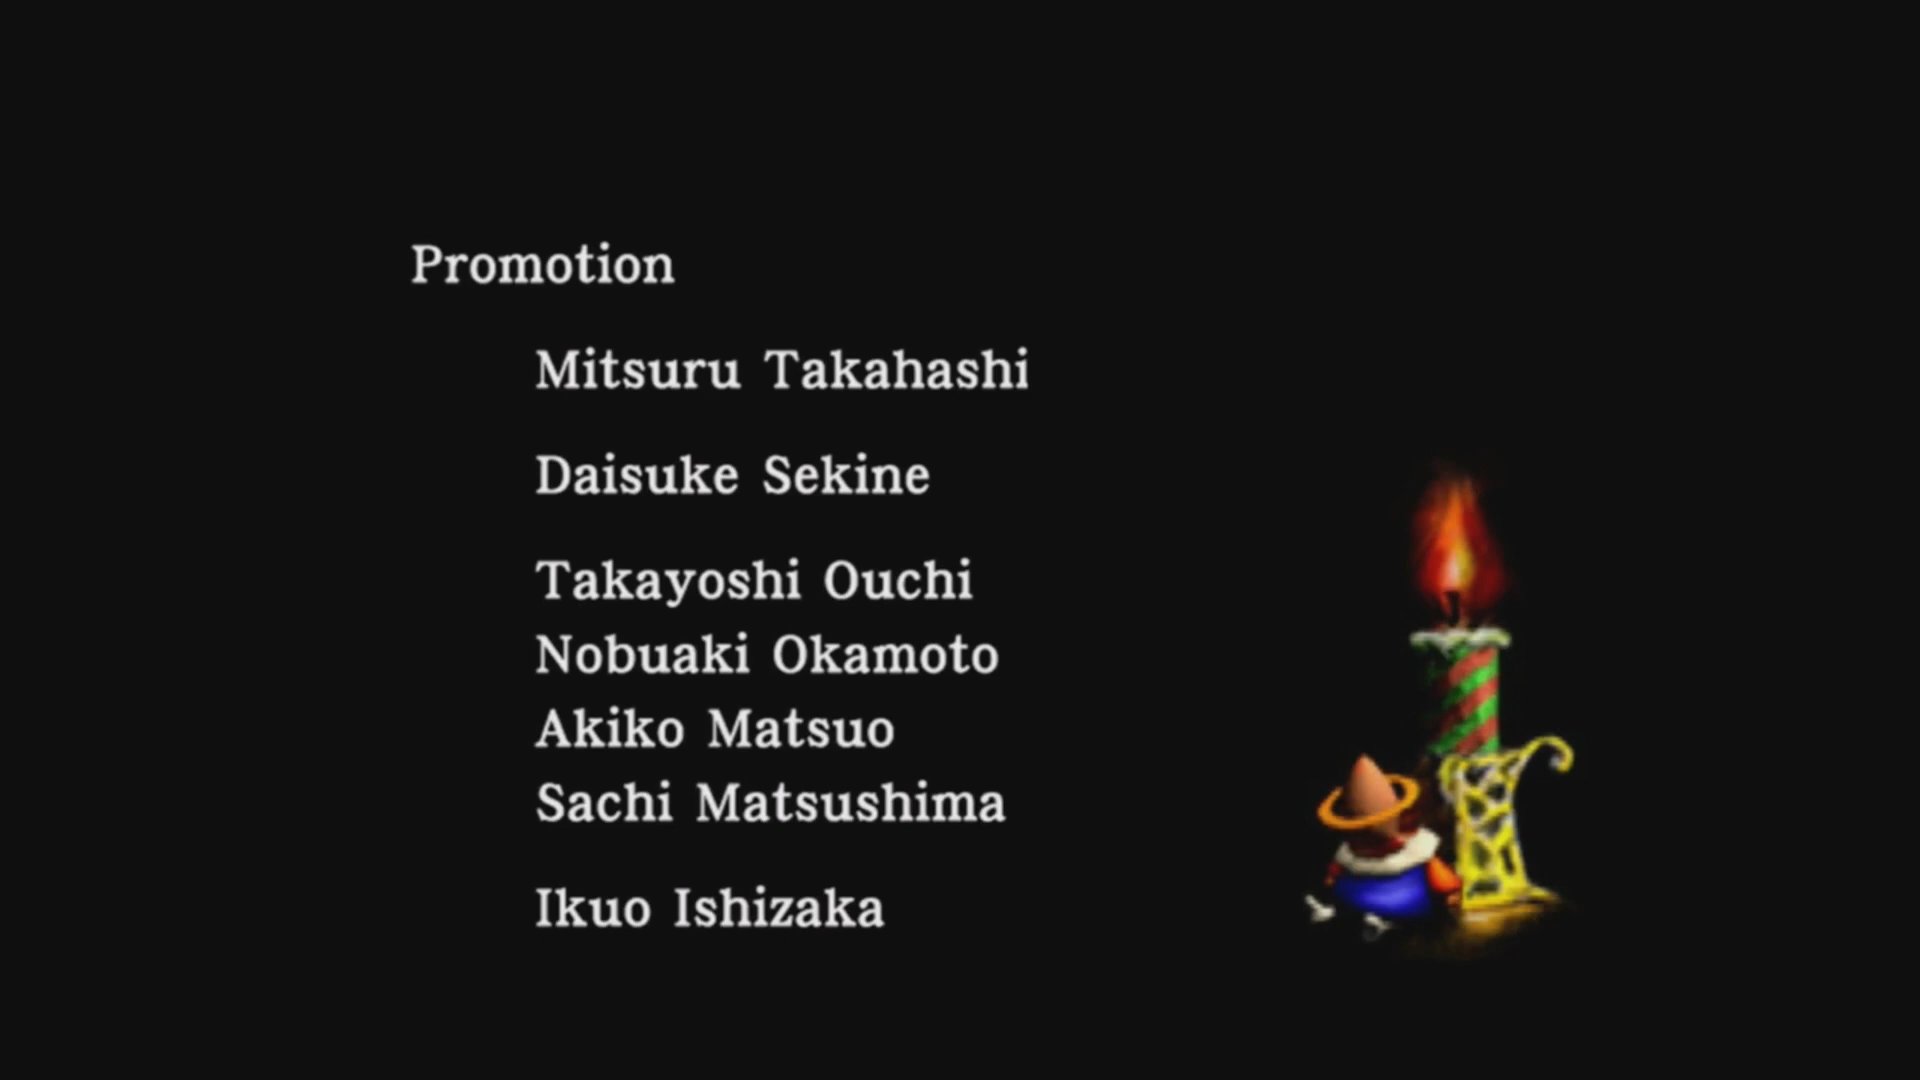 Promotion
Mitsuru Takahashi
Daisuke Sekine
Takayoshi Ouchi
Nobuaki Okamoto
Akiko Matsuo
Sachi Matsushima
Ikuo Ishizaka